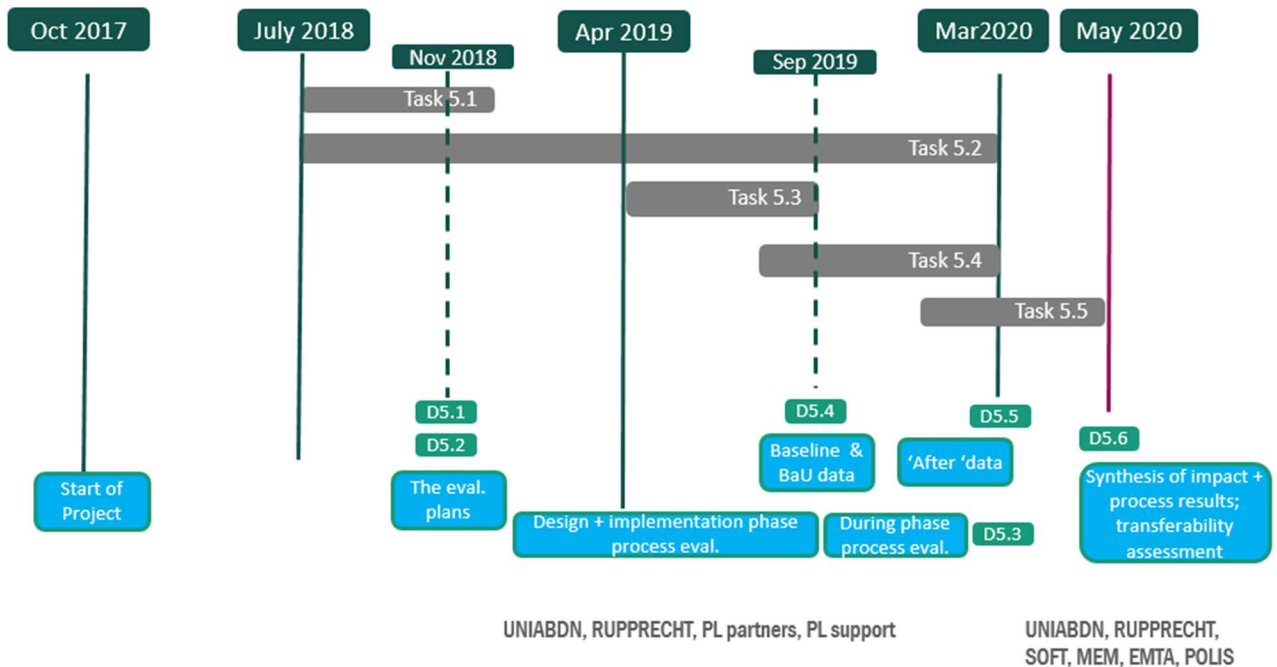 Oct 2017
July 2018
Nov 2018
Apr 2019
Sep 2019
Mar2020
May 2020
Task 5.1
Task 5.2
Task 5.3
Task 5.4
Task 5.5
D5.1
D5.2
D5.4
D5.5
D5.6
Start of
Project
The eval.
plans
Baseline &
BaU data
‘After ‘data
Synthesis of impact +
process results;
transferability
assessment
Design + implementation phase
process eval.
During phase
process eval.
D5.3
UNIABDN, RUPPRECHT, PL partners, PL support
UNIABDN, RUPPRECHT,
SOFT, MEM, EMTA, POLIS